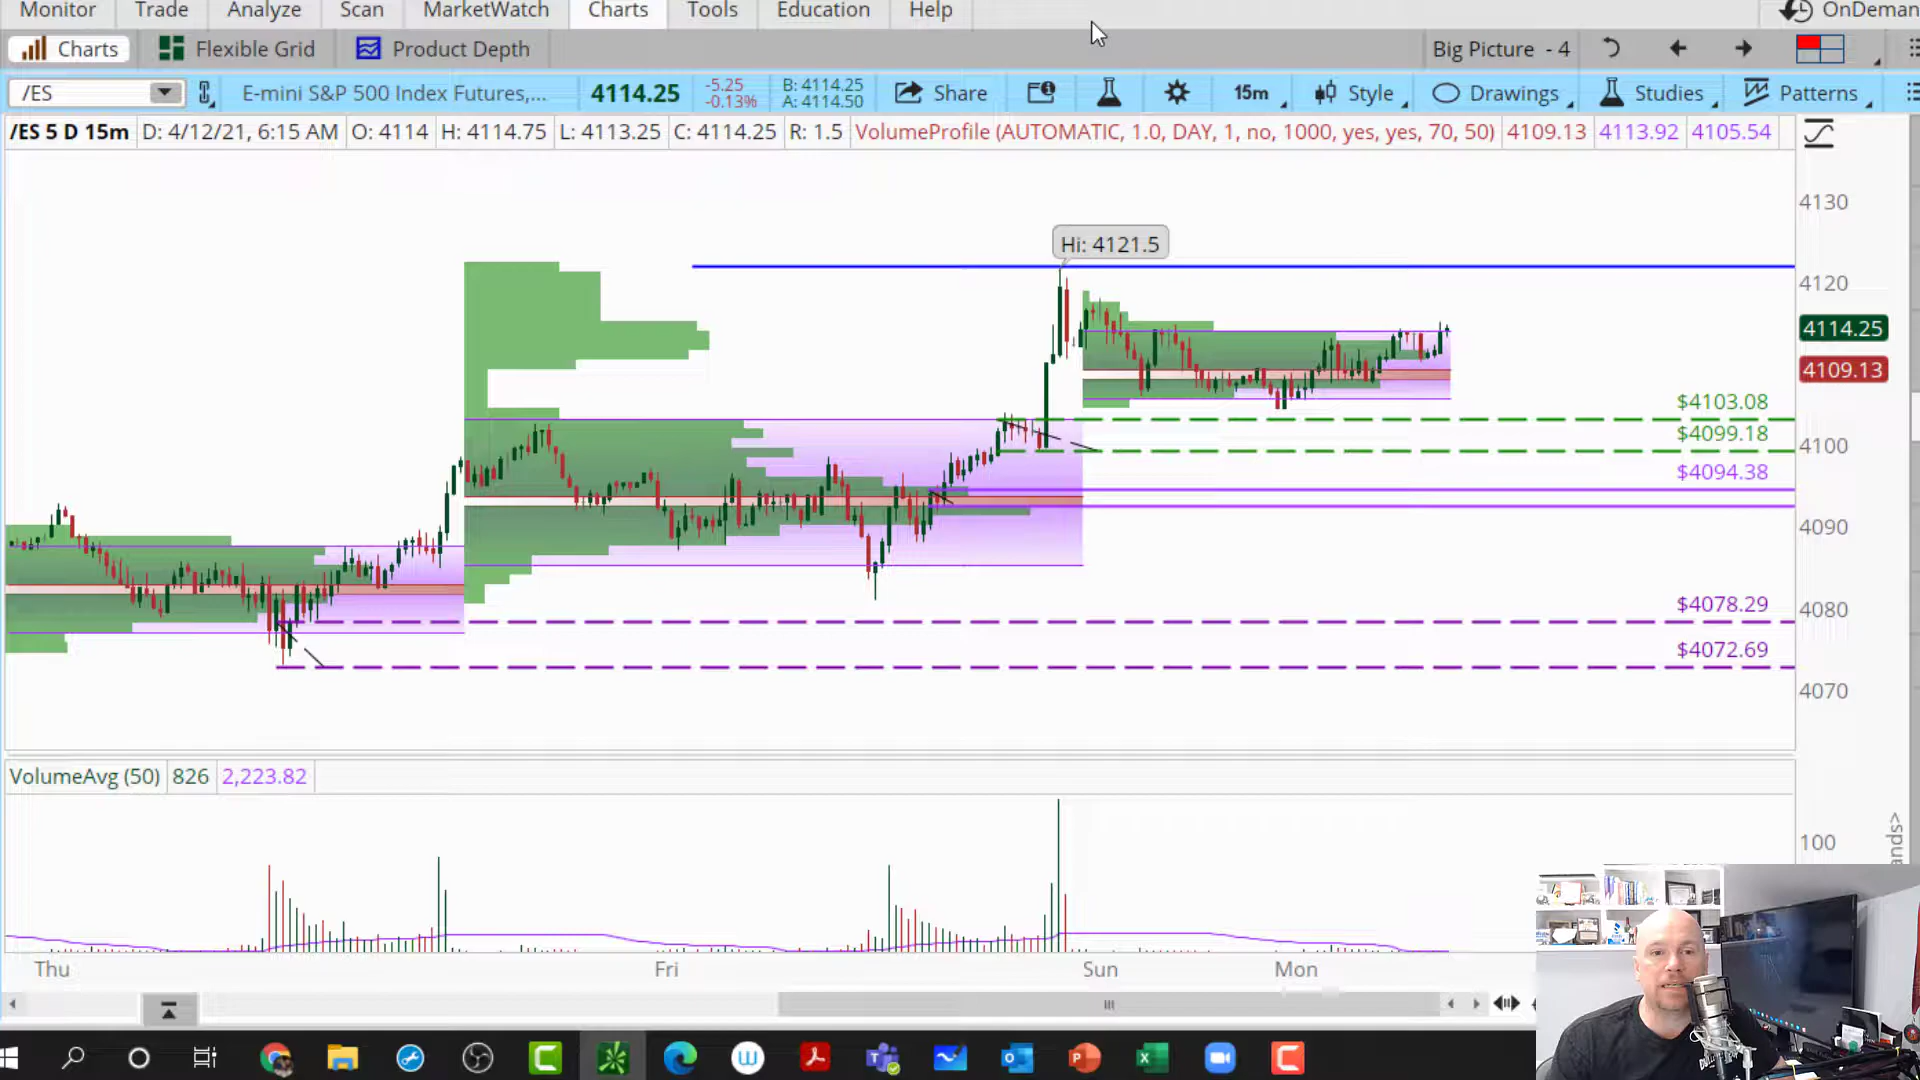 Monitor Trade Analyze Scan MarketWatch Charts Tools Education Help OnDeman
Charts Flexible Grid Product Depth Big Picture - 4
/ES E-mini S&P 500 Index Futures,... 4114.25 -5.25 -0.13% B: 4114.25 A: 4114.50 Share 15m Style Drawings Studies Patterns
/ES 5 D 15m D: 4/12/21, 6:15 AM O: 4114 H: 4114.75 L: 4113.25 C: 4114.25 R: 1.5 VolumeProfile (AUTOMATIC, 1.0, DAY, 1, no, 1000, yes, yes, 70, 50) 4109.13 4113.92 4105.54
4130
Hi: 4121.5
4120
4114.25
4109.13
$4103.08
$4099.18
4100
$4094.38
4090
$4078.29
4080
$4072.69
4070
VolumeAvg (50) 826 2,223.82
100
ands>
Thu Fri Sun Mon